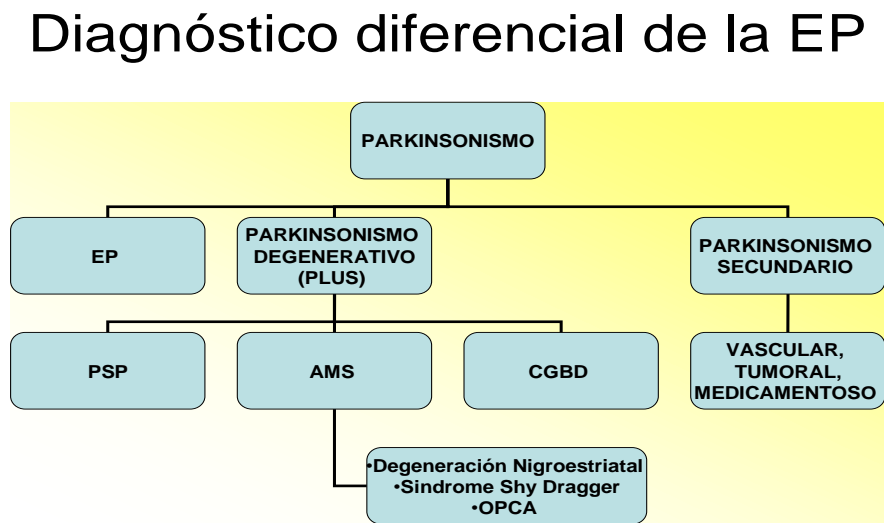 Diagnóstico diferencial de la EP
PARKINSONISMO
EP
PARKINSONISMO
DEGENERATIVO
(PLUS)
PARKINSONISMO
SECUNDARIO
PSP
AMS
CGBD
VASCULAR,
TUMORAL,
MEDICAMENTOSO
•Degeneración Nigroestriatal
•Sindrome Shy Dragger
•OPCA